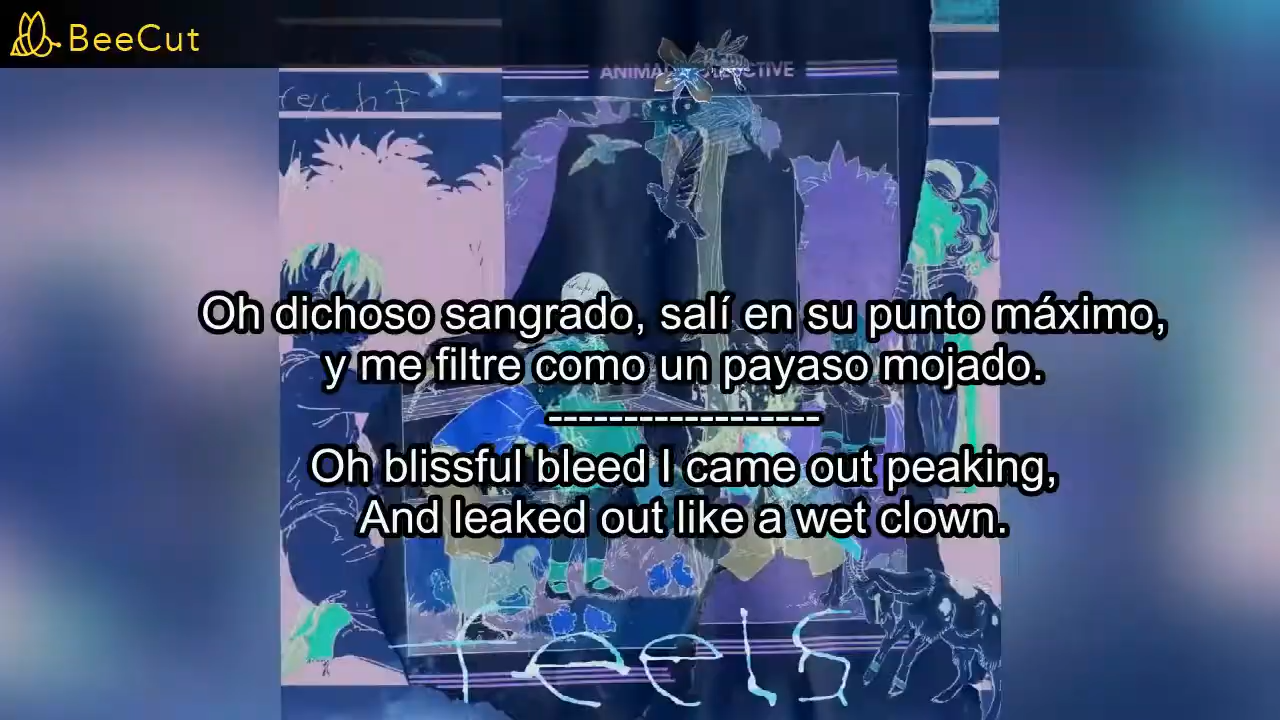 BeeCut
ANIMAL COLLECTIVE
Oh dichoso sangrado, salí en su punto máximo,
y me filtre como un payaso mojado.
------------------
Oh blissful bleed I came out peaking,
And leaked out like a wet clown.
feels